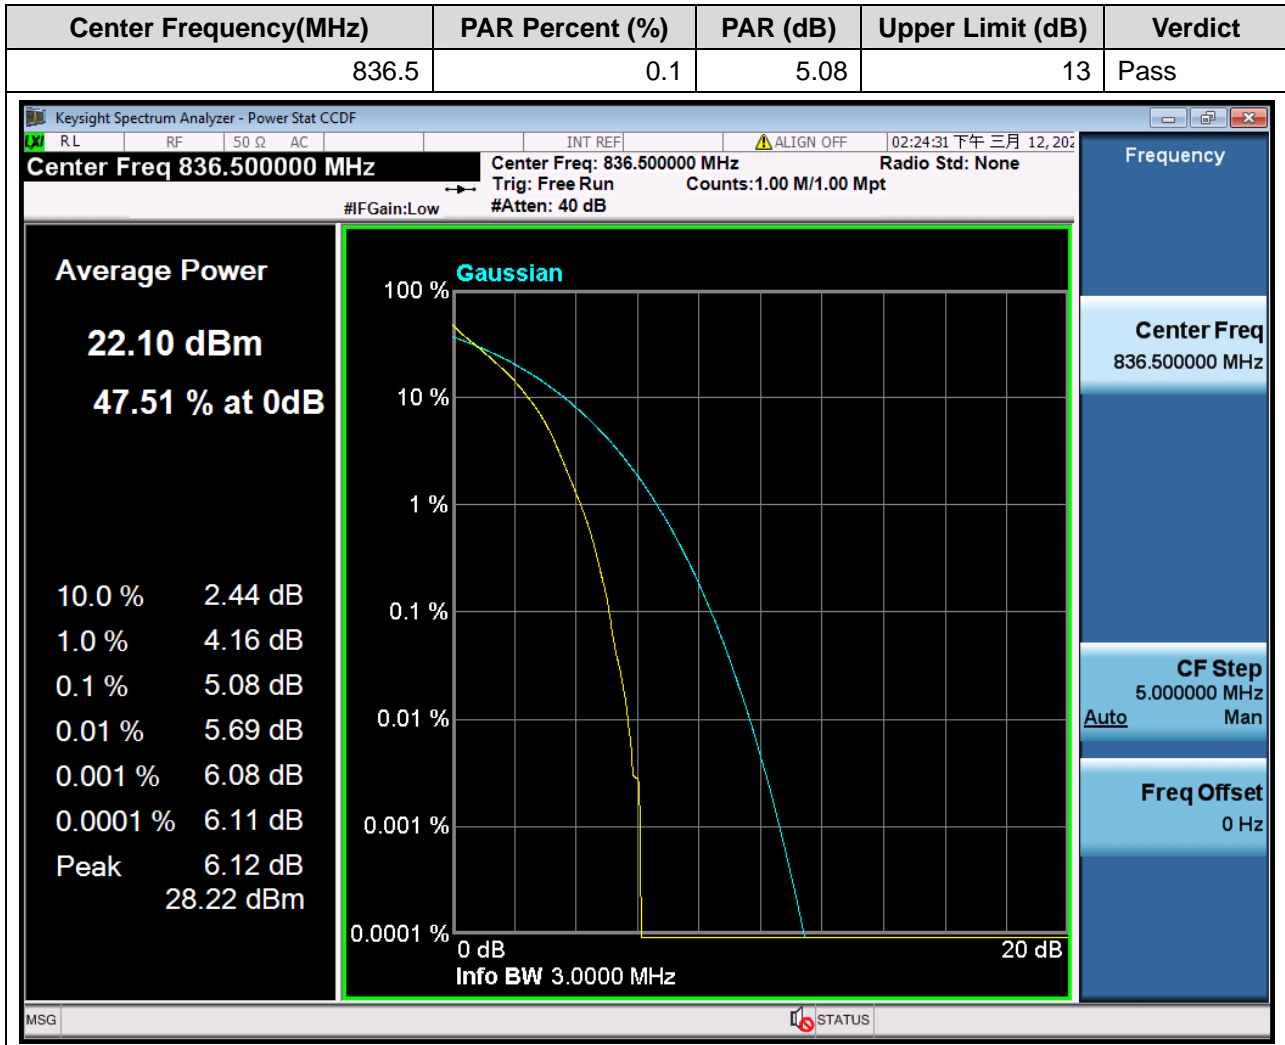 Center Frequency(MHz) PAR Percent (%) PAR (dB) Upper Limit (dB) Verdict
836.5 0.1 5.08 13 Pass
Keysight Spectrum Analyzer - Power Stat CCDF
LXI RL RF 50 Ω AC INT REF ALIGN OFF 02:24:31 下午 三月 12, 202
Center Freq 836.500000 MHz
Center Freq: 836.500000 MHz Radio Std: None
Trig: Free Run Counts:1.00 M/1.00 Mpt
#IFGain:Low #Atten: 40 dB
Frequency
Average Power
22.10 dBm
47.51 % at 0dB
10.0 % 2.44 dB
1.0 % 4.16 dB
0.1 % 5.08 dB
0.01 % 5.69 dB
0.001 % 6.08 dB
0.0001 % 6.11 dB
Peak 6.12 dB
28.22 dBm
Gaussian
100 %
10 %
1 %
0.1 %
0.01 %
0.001 %
0.0001 %
0 dB 20 dB
Info BW 3.0000 MHz
Center Freq
836.500000 MHz
CF Step
5.000000 MHz
Auto Man
Freq Offset
0 Hz
MSG STATUS